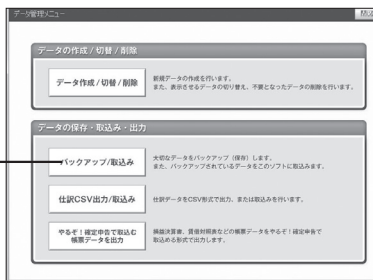 データ管理メニュー
閉じる
データの作成 / 切替 / 削除
データ作成 / 切替 / 削除
新規データの作成を行います。
また、表示させるデータの切り替え、不要となったデータの削除を行います。
データの保存・取込み・出力
バックアップ/取込み
大切なデータをバックアップ（保存）します。
また、バックアップされているデータをこのソフトに取込みます。
仕訳CSV出力/取込み
仕訳データをCSV形式で出力、または取込みを行います。
やるぞ！確定申告で取込む
帳票データを出力
損益決算書、貸借対照表などの帳票データをやるぞ！確定申告で
取込める形式で出力します。